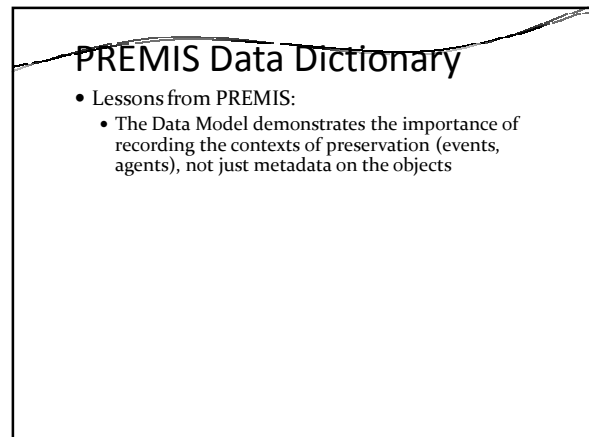 PREMIS Data Dictionary
• Lessons from PREMIS:
• The Data Model demonstrates the importance of
recording the contexts of preservation (events,
agents), not just metadata on the objects